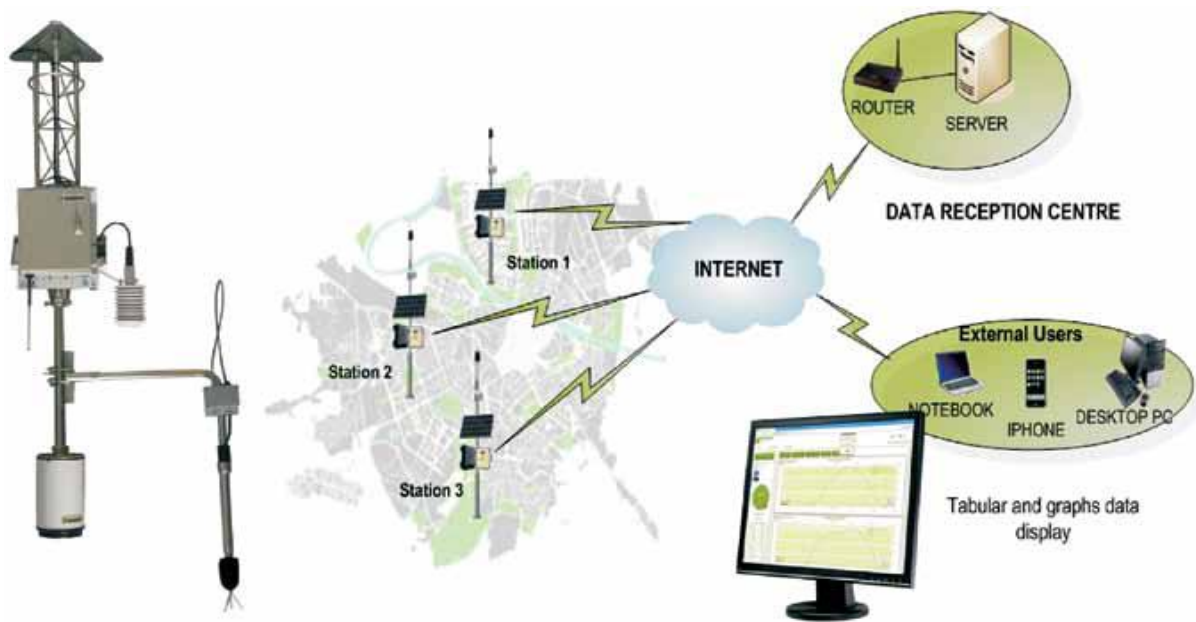 ROUTER
SERVER
DATA RECEPTION CENTRE
Station 1
INTERNET
Station 2
External Users
NOTEBOOK
IPHONE
DESKTOP PC
Station 3
Tabular and graphs data
display